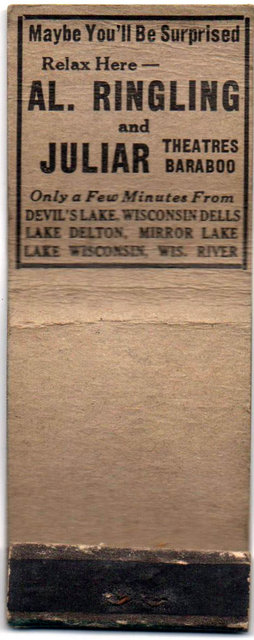 Maybe You'll Be Surprised
Relax Here —
AL. RINGLING
and
JULIAR THEATRES BARABOO
Only a Few Minutes From
DEVIL'S LAKE, WISCONSIN DELLS
LAKE DELTON, MIRROR LAKE
LAKE WISCONSIN, WIS. RIVER